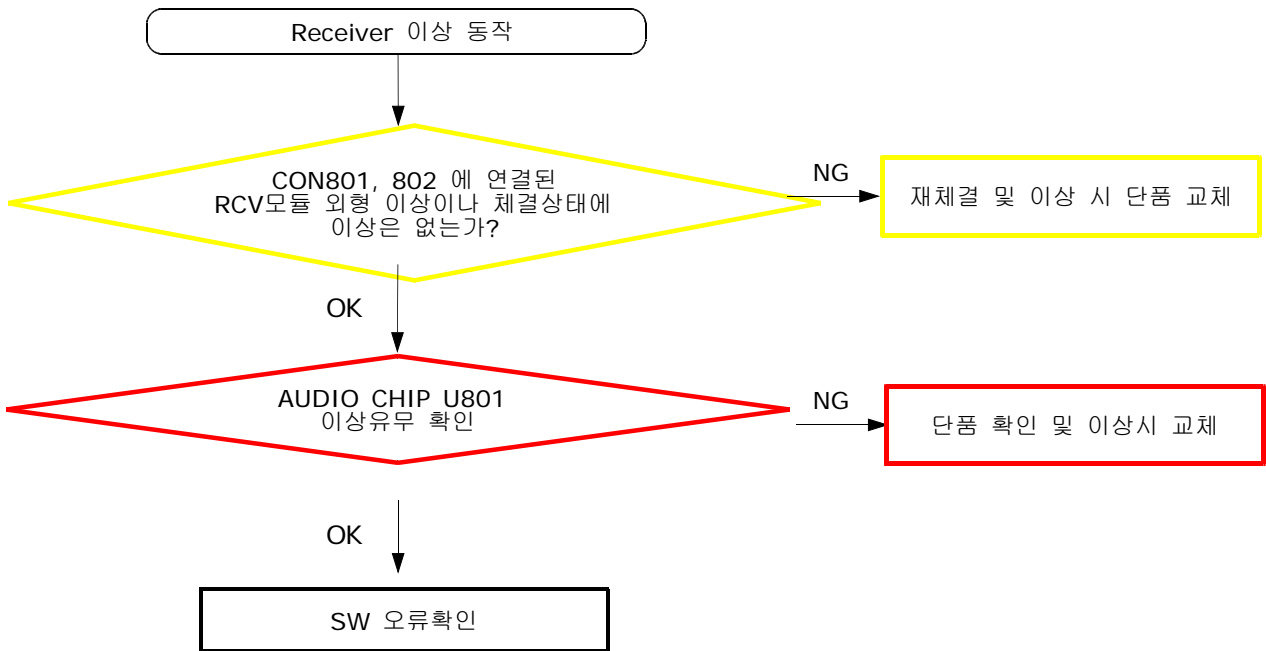 Receiver 이상 동작
CON801, 802 에 연결된
RCV모듈 외형 이상이나 체결상태에
이상은 없는가?
NG
재체결 및 이상 시 단품 교체
OK
AUDIO CHIP U801
이상유무 확인
NG
단품 확인 및 이상시 교체
OK
SW 오류확인